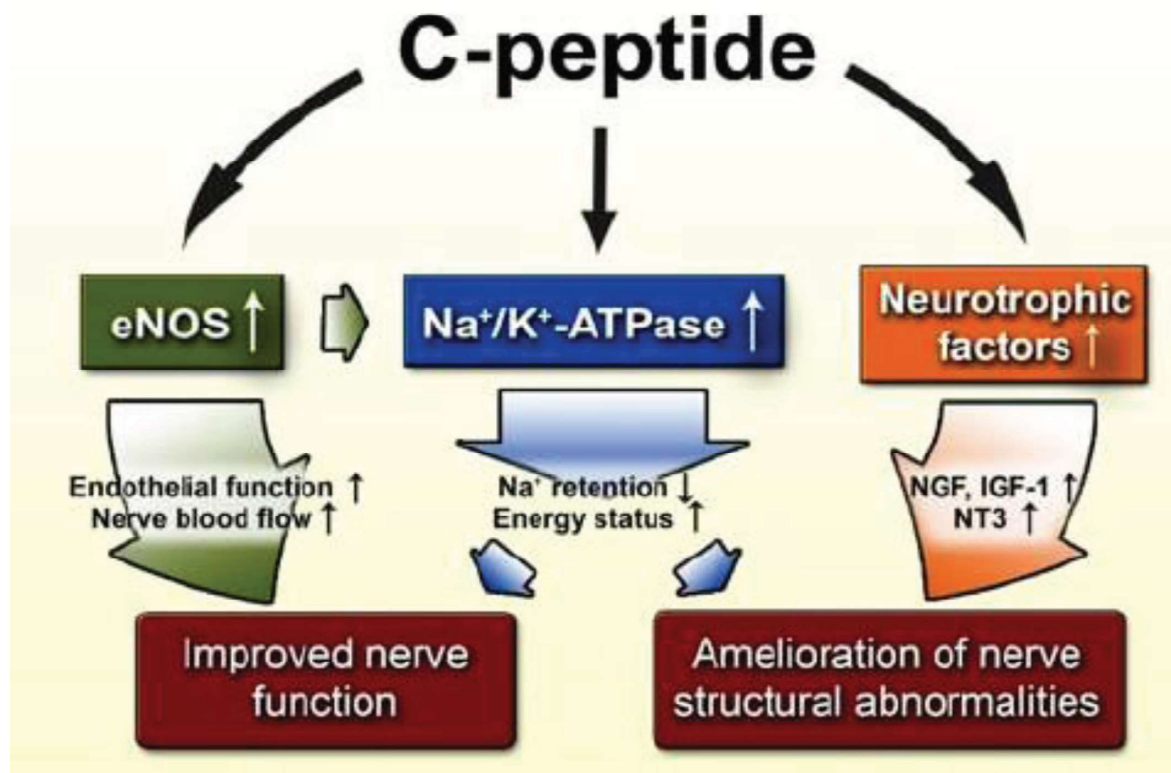 C-peptide
eNOS ↑
Na⁺/K⁺-ATPase ↑
Neurotrophic
factors ↑
Endothelial function ↑
Nerve blood flow ↑
Na⁺ retention ↓
Energy status ↑
NGF, IGF-1 ↑
NT3 ↑
Improved nerve
function
Amelioration of nerve
structural abnormalities